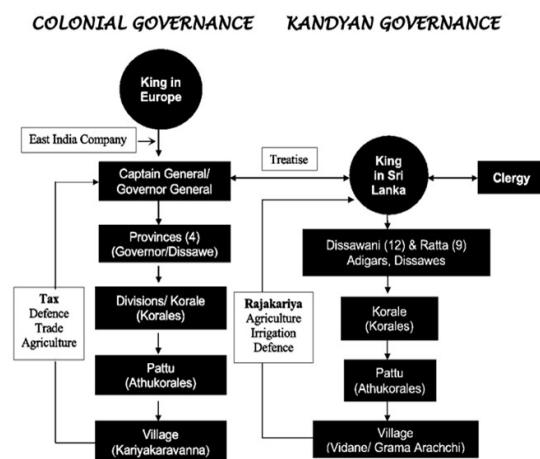 COLONIAL GOVERNANCE
KANDYAN GOVERNANCE
King in
Europe
East India Company
Captain General/
Governor General
Treatise
King
in Sri
Lanka
Clergy
Provinces (4)
(Governor/Dissawe)
Dissawani (12) & Ratta (9)
Adigars, Dissawes
Tax
Defence
Trade
Agriculture
Divisions/ Korale
(Korales)
Rajakariya
Agriculture
Irrigation
Defence
Korale
(Korales)
Pattu
(Athukorales)
Pattu
(Athukorales)
Village
(Kariyakaravanna)
Village
(Vidane/ Grama Arachchi)